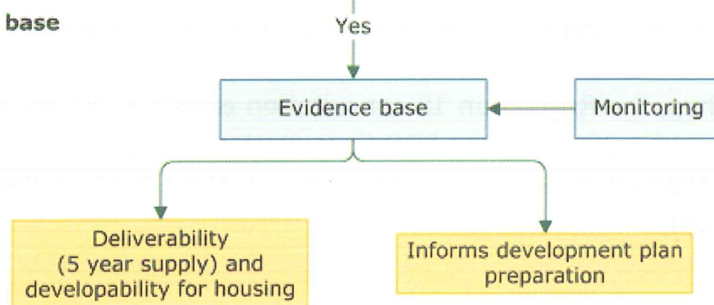 base
Yes
Evidence base
Monitoring
Deliverability
(5 year supply) and
developability for housing
Informs development plan
preparation